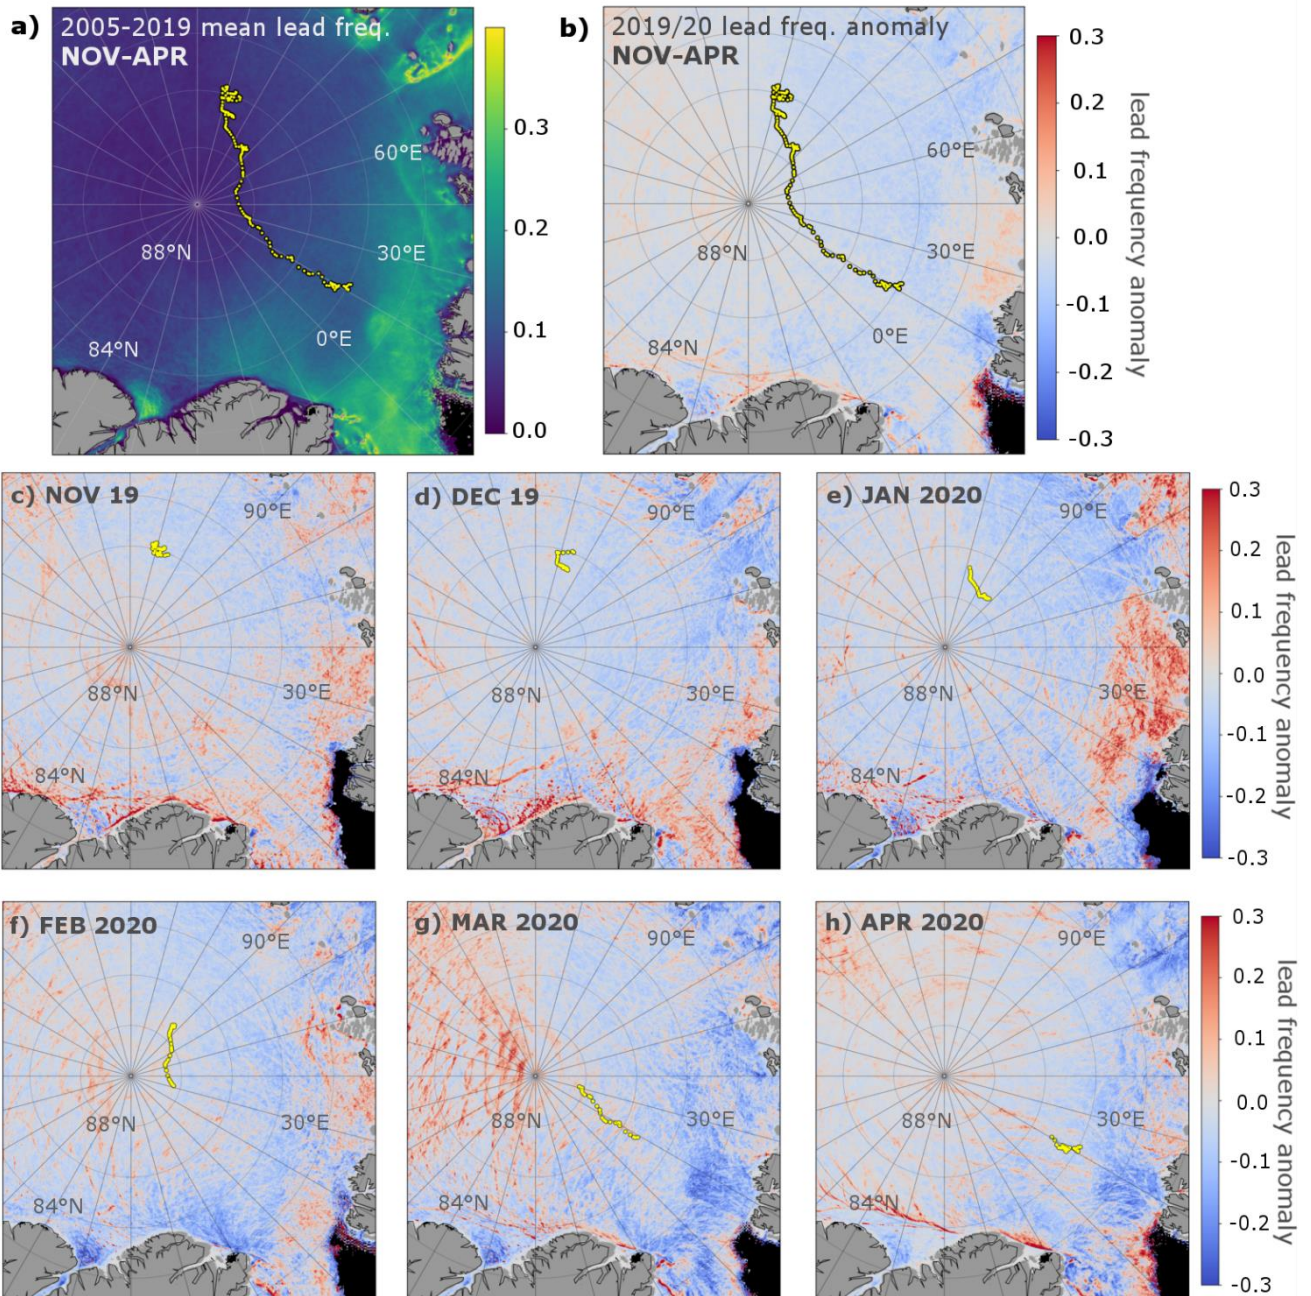 a) 2005-2019 mean lead freq.
NOV-APR
60°E
30°E
88°N
0°E
84°N
0.3
0.2
0.1
0.0
b) 2019/20 lead freq. anomaly
NOV-APR
60°E
30°E
88°N
0°E
84°N
0.3
0.2
0.1
0.0
-0.1
-0.2
-0.3
lead frequency anomaly
c) NOV 19
90°E
88°N
30°E
84°N
d) DEC 19
90°E
88°N
30°E
84°N
e) JAN 2020
90°E
88°N
30°E
84°N
0.3
0.2
0.1
0.0
-0.1
-0.2
-0.3
lead frequency anomaly
f) FEB 2020
90°E
88°N
30°E
84°N
g) MAR 2020
90°E
88°N
30°E
84°N
h) APR 2020
90°E
88°N
30°E
84°N
0.3
0.2
0.1
0.0
-0.1
-0.2
-0.3
lead frequency anomaly